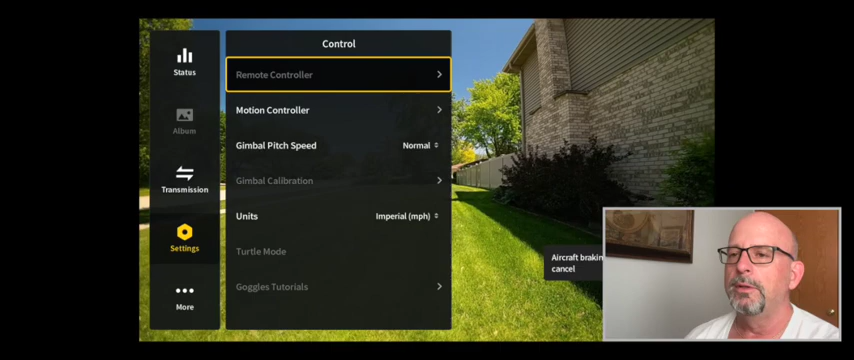 Control
Status
Album
Transmission
Settings
More
Remote Controller
Motion Controller
Gimbal Pitch Speed Normal
Gimbal Calibration
Units Imperial (mph)
Turtle Mode
Goggles Tutorials
Aircraft
cancel